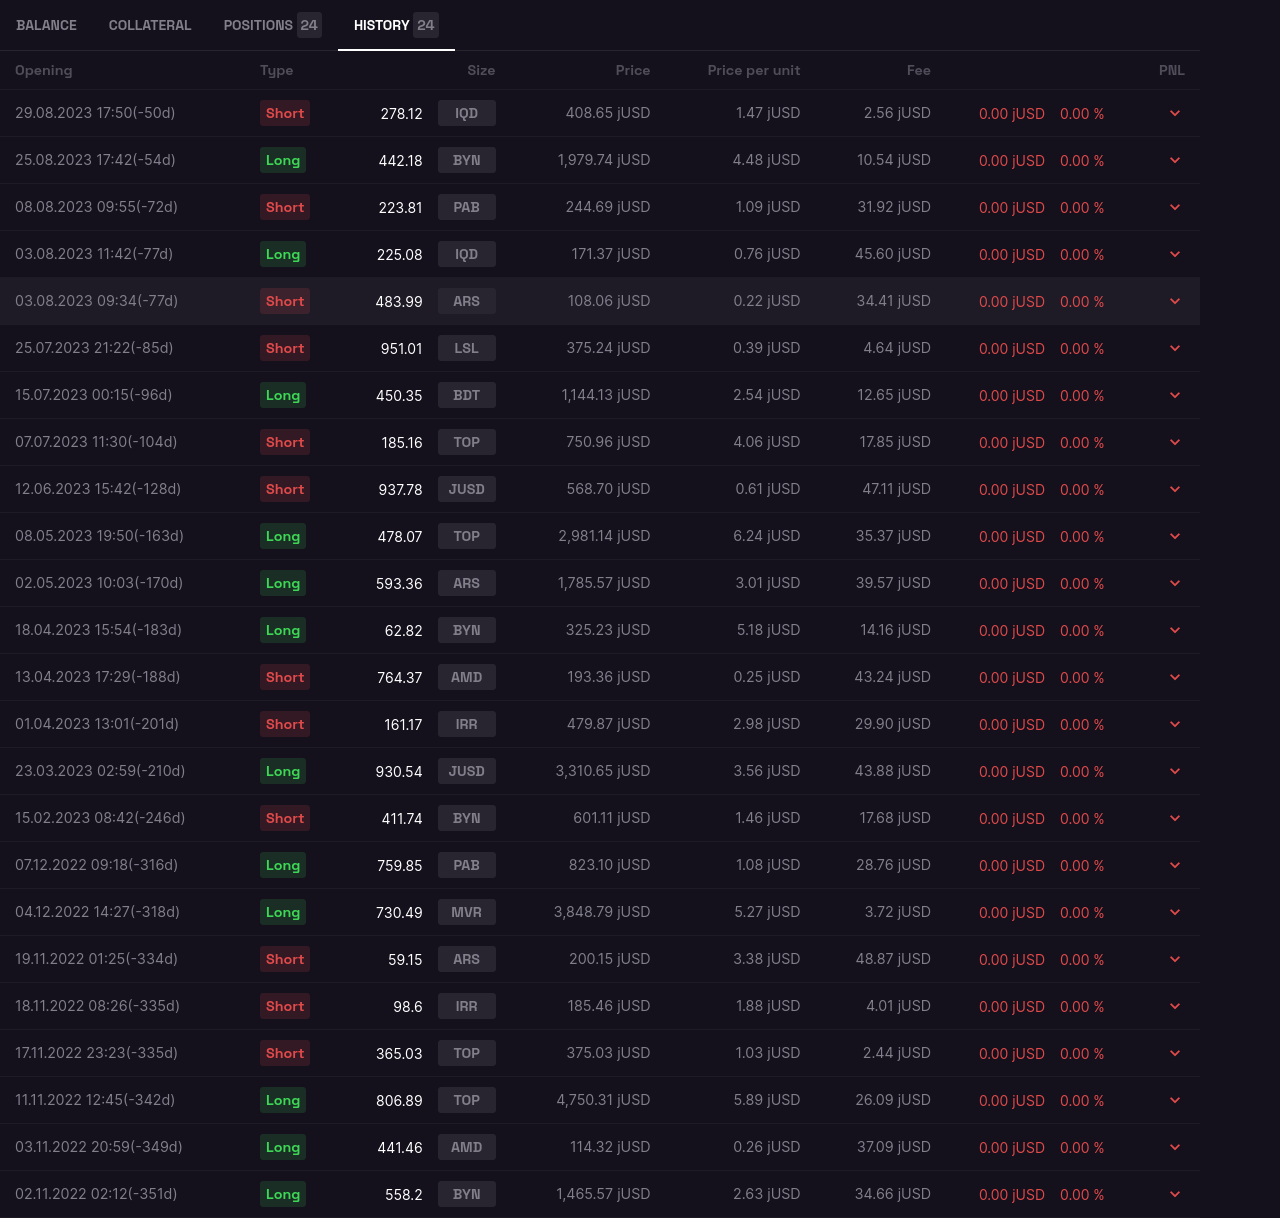 BALANCE COLLATERAL POSITIONS 24 HISTORY 24
Opening Type Size Price Price per unit Fee PNL
29.08.2023 17:50(-50d) Short 278.12 IQD 408.65 jUSD 1.47 jUSD 2.56 jUSD 0.00 jUSD 0.00 %
25.08.2023 17:42(-54d) Long 442.18 BYN 1,979.74 jUSD 4.48 jUSD 10.54 jUSD 0.00 jUSD 0.00 %
08.08.2023 09:55(-72d) Short 223.81 PAB 244.69 jUSD 1.09 jUSD 31.92 jUSD 0.00 jUSD 0.00 %
03.08.2023 11:42(-77d) Long 225.08 IQD 171.37 jUSD 0.76 jUSD 45.60 jUSD 0.00 jUSD 0.00 %
03.08.2023 09:34(-77d) Short 483.99 ARS 108.06 jUSD 0.22 jUSD 34.41 jUSD 0.00 jUSD 0.00 %
25.07.2023 21:22(-85d) Short 951.01 LSL 375.24 jUSD 0.39 jUSD 4.64 jUSD 0.00 jUSD 0.00 %
15.07.2023 00:15(-96d) Long 450.35 BDT 1,144.13 jUSD 2.54 jUSD 12.65 jUSD 0.00 jUSD 0.00 %
07.07.2023 11:30(-104d) Short 185.16 TOP 750.96 jUSD 4.06 jUSD 17.85 jUSD 0.00 jUSD 0.00 %
12.06.2023 15:42(-128d) Short 937.78 JUSD 568.70 jUSD 0.61 jUSD 47.11 jUSD 0.00 jUSD 0.00 %
08.05.2023 19:50(-163d) Long 478.07 TOP 2,981.14 jUSD 6.24 jUSD 35.37 jUSD 0.00 jUSD 0.00 %
02.05.2023 10:03(-170d) Long 593.36 ARS 1,785.57 jUSD 3.01 jUSD 39.57 jUSD 0.00 jUSD 0.00 %
18.04.2023 15:54(-183d) Long 62.82 BYN 325.23 jUSD 5.18 jUSD 14.16 jUSD 0.00 jUSD 0.00 %
13.04.2023 17:29(-188d) Short 764.37 AMD 193.36 jUSD 0.25 jUSD 43.24 jUSD 0.00 jUSD 0.00 %
01.04.2023 13:01(-201d) Short 161.17 IRR 479.87 jUSD 2.98 jUSD 29.90 jUSD 0.00 jUSD 0.00 %
23.03.2023 02:59(-210d) Long 930.54 JUSD 3,310.65 jUSD 3.56 jUSD 43.88 jUSD 0.00 jUSD 0.00 %
15.02.2023 08:42(-246d) Short 411.74 BYN 601.11 jUSD 1.46 jUSD 17.68 jUSD 0.00 jUSD 0.00 %
07.12.2022 09:18(-316d) Long 759.85 PAB 823.10 jUSD 1.08 jUSD 28.76 jUSD 0.00 jUSD 0.00 %
04.12.2022 14:27(-318d) Long 730.49 MVR 3,848.79 jUSD 5.27 jUSD 3.72 jUSD 0.00 jUSD 0.00 %
19.11.2022 01:25(-334d) Short 59.15 ARS 200.15 jUSD 3.38 jUSD 48.87 jUSD 0.00 jUSD 0.00 %
18.11.2022 08:26(-335d) Short 98.6 IRR 185.46 jUSD 1.88 jUSD 4.01 jUSD 0.00 jUSD 0.00 %
17.11.2022 23:23(-335d) Short 365.03 TOP 375.03 jUSD 1.03 jUSD 2.44 jUSD 0.00 jUSD 0.00 %
11.11.2022 12:45(-342d) Long 806.89 TOP 4,750.31 jUSD 5.89 jUSD 26.09 jUSD 0.00 jUSD 0.00 %
03.11.2022 20:59(-349d) Long 441.46 AMD 114.32 jUSD 0.26 jUSD 37.09 jUSD 0.00 jUSD 0.00 %
02.11.2022 02:12(-351d) Long 558.2 BYN 1,465.57 jUSD 2.63 jUSD 34.66 jUSD 0.00 jUSD 0.00 %